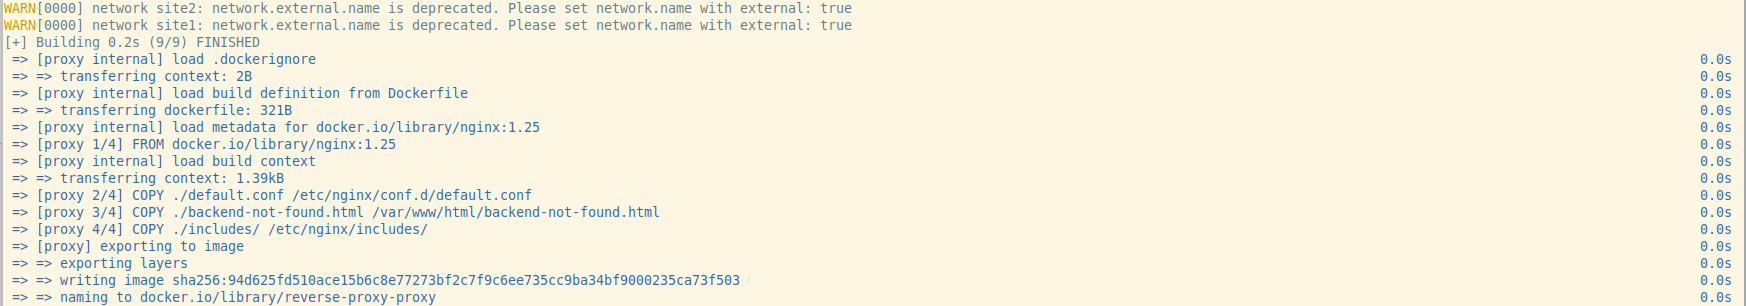 WARN[0000] network site2: network.external.name is deprecated. Please set network.name with external: true
WARN[0000] network site1: network.external.name is deprecated. Please set network.name with external: true
[+] Building 0.2s (9/9) FINISHED
=> [proxy internal] load .dockerignore 0.0s
=> => transferring context: 2B 0.0s
=> [proxy internal] load build definition from Dockerfile 0.0s
=> => transferring dockerfile: 321B 0.0s
=> [proxy internal] load metadata for docker.io/library/nginx:1.25 0.0s
=> [proxy 1/4] FROM docker.io/library/nginx:1.25 0.0s
=> [proxy internal] load build context 0.0s
=> => transferring context: 1.39kB 0.0s
=> [proxy 2/4] COPY ./default.conf /etc/nginx/conf.d/default.conf 0.0s
=> [proxy 3/4] COPY ./backend-not-found.html /var/www/html/backend-not-found.html 0.0s
=> [proxy 4/4] COPY ./includes/ /etc/nginx/includes/ 0.0s
=> [proxy] exporting to image 0.0s
=> => exporting layers 0.0s
=> => writing image sha256:94d625fd510ace15b6c8e77273bf2c7f9c6ee735cc9ba34bf9000235ca73f503 0.0s
=> => naming to docker.io/library/reverse-proxy-proxy 0.0s